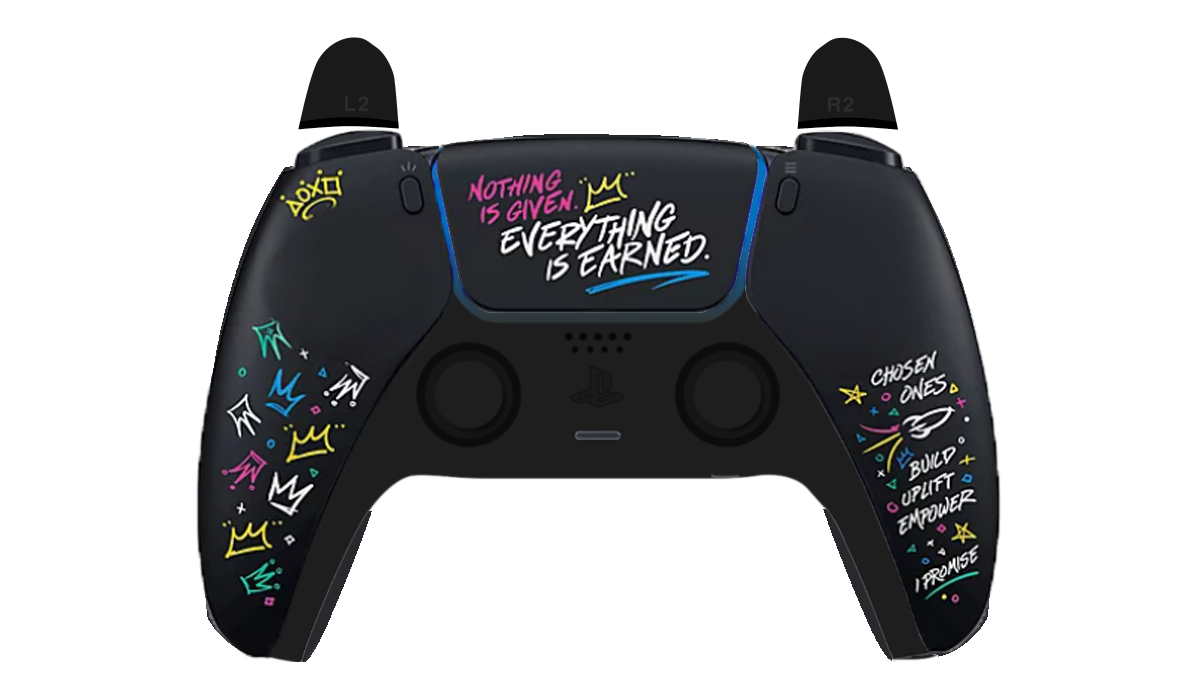 L2
R2
NOTHING
IS GIVEN.
EVERYTHING
IS EARNED.
CHOSEN
ONES
BUILD
UPLIFT
EMPOWER
I PROMISE